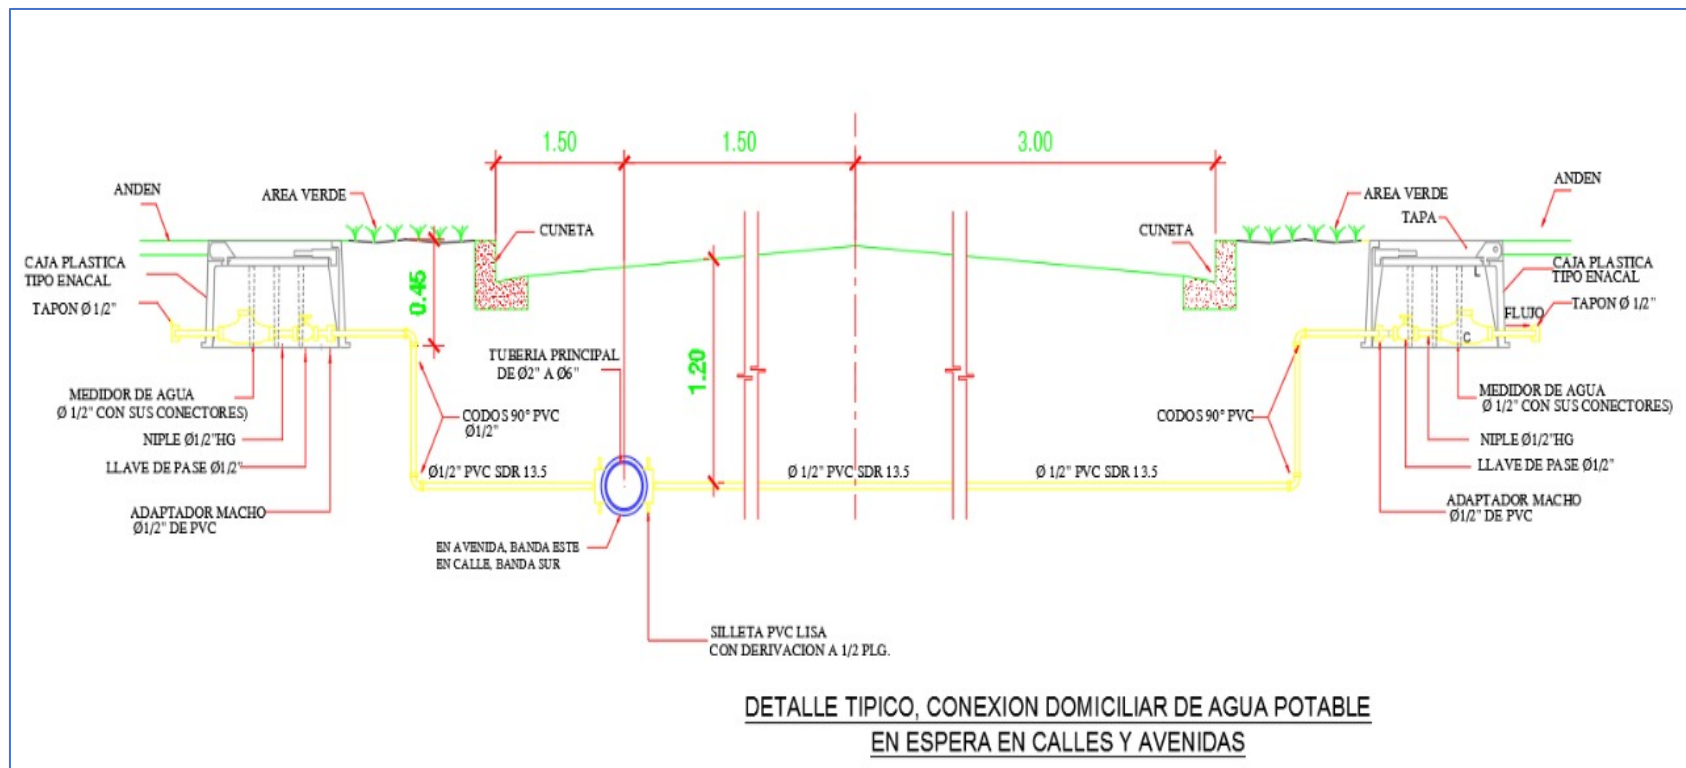 1.50
1.50
3.00
ANDEN
AREA VERDE
CUNETA
CAJA PLASTICA
TIPO ENACAL
TAPON Ø 1/2"
0.45
1.20
TUBERIA PRINCIPAL
DE Ø2" A Ø6"
MEDIDOR DE AGUA
Ø 1/2" CON SUS CONECTORES)
NIPLE Ø1/2"HG
LLAVE DE PASE Ø1/2"
ADAPTADOR MACHO
Ø1/2" DE PVC
CODOS 90° PVC
Ø1/2"
Ø1/2" PVC SDR 13.5
Ø 1/2" PVC SDR 13.5
Ø 1/2" PVC SDR 13.5
EN AVENIDA, BANDA ESTE
EN CALLE, BANDA SUR
SILLETA PVC LISA
CON DERIVACION A 1/2 PLG.
CUNETA
AREA VERDE
TAPA
ANDEN
CAJA PLASTICA
TIPO ENACAL
L
TAPON Ø 1/2"
FLUJO
G
CODOS 90° PVC
MEDIDOR DE AGUA
Ø 1/2" CON SUS CONECTORES)
NIPLE Ø1/2"HG
LLAVE DE PASE Ø1/2"
ADAPTADOR MACHO
Ø1/2" DE PVC
DETALLE TIPICO, CONEXION DOMICILIAR DE AGUA POTABLE
EN ESPERA EN CALLES Y AVENIDAS